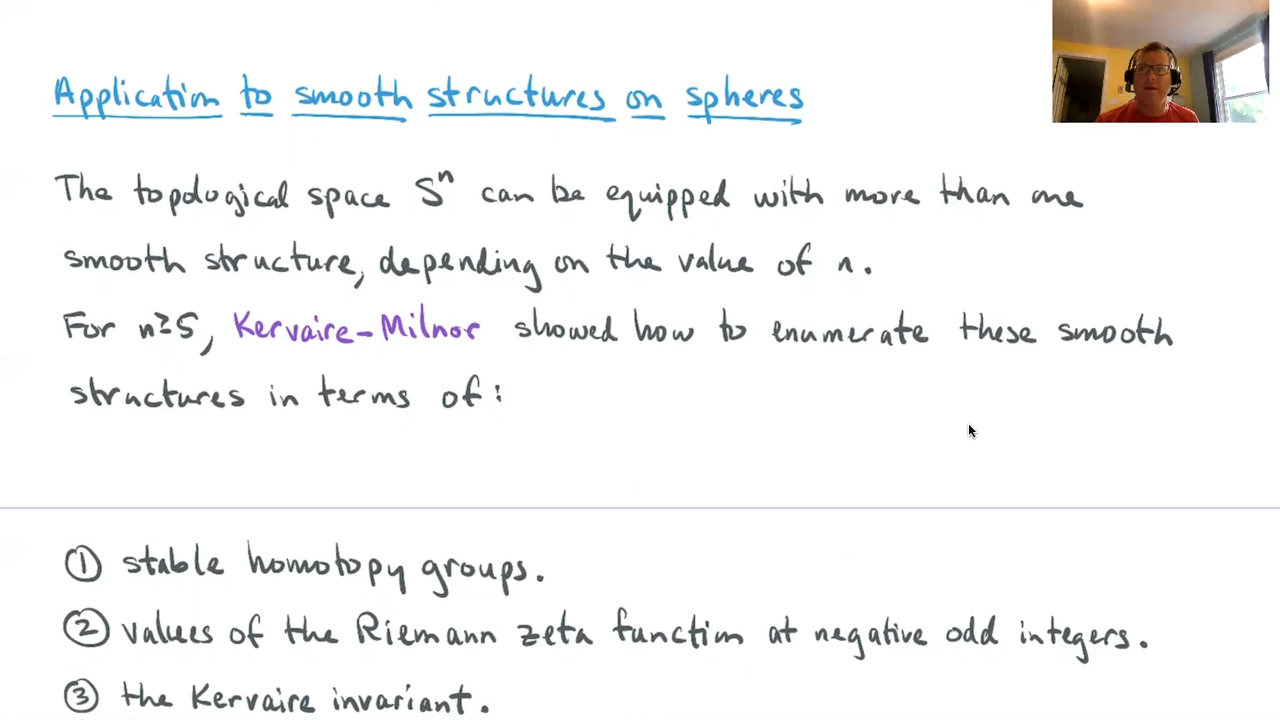 Application to smooth structures on spheres
The topological space Sⁿ can be equipped with more than one
smooth structure, depending on the value of n.
For n≥5, Kervaire-Milnor showed how to enumerate these smooth
structures in terms of:
① stable homotopy groups.
② values of the Riemann zeta function at negative odd integers.
③ the Kervaire invariant.